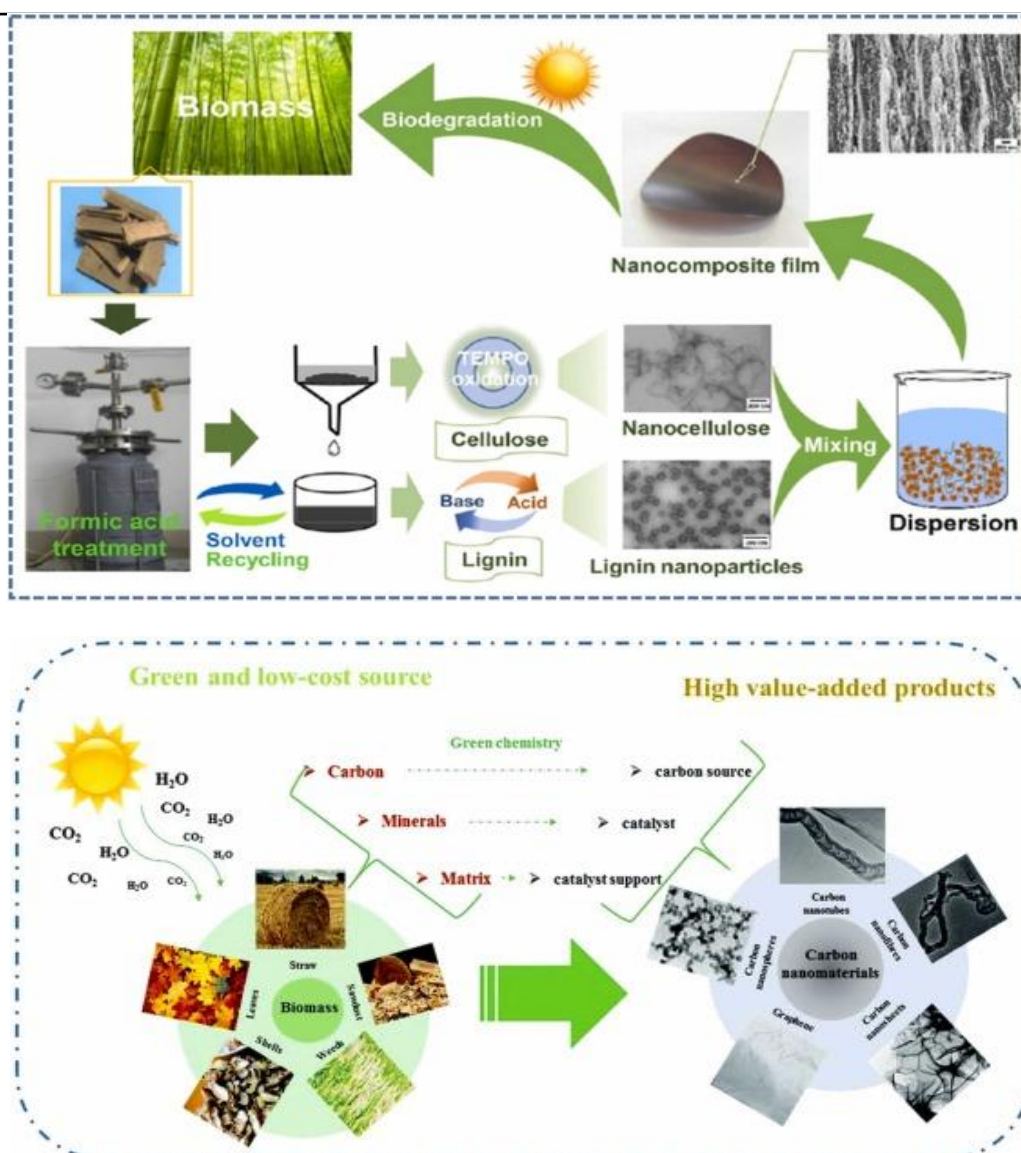 Biomass
Biodegradation
Nanocomposite film
TEMPO
oxidation
Cellulose
Nanocellulose
Mixing
Formic acid
treatment
Solvent
Recycling
Base
Acid
Lignin
Lignin nanoparticles
Dispersion
Green and low-cost source
High value-added products
Green chemistry
➤ Carbon
➤ carbon source
➤ Minerals
➤ catalyst
➤ Matrix
➤ catalyst support
H₂O
CO₂
H₂O
CO₂
CO₂
H₂O
H₂O
CO₂
H₂O
CO₂
Straw
Leaves
Sawdust
Biomass
Shells
Weeds
Carbon
nanotubes
Carbon
nanospheres
Carbon
nanofibres
Carbon
nanomaterials
Graphene
Carbon
nanosheets